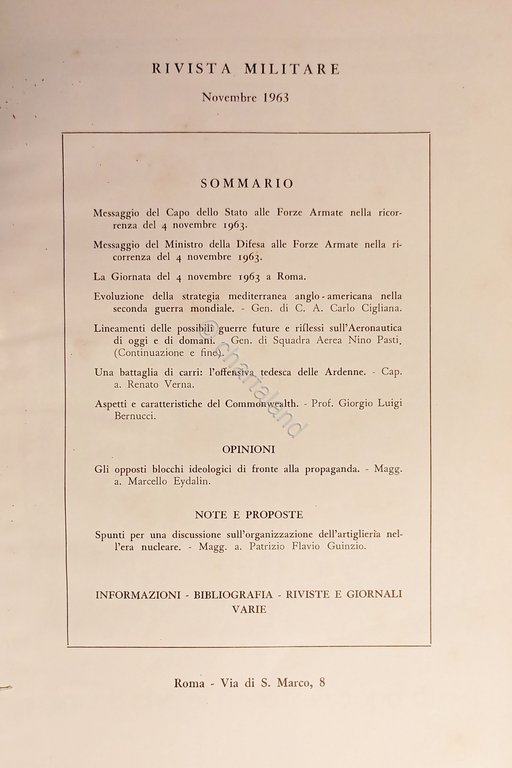 RIVISTA MILITARE
Novembre 1963
SOMMARIO
Messaggio del Capo dello Stato alle Forze Armate nella ricor-
renza del 4 novembre 1963.
Messaggio del Ministro della Difesa alle Forze Armate nella ri-
correnza del 4 novembre 1963.
La Giornata del 4 novembre 1963 a Roma.
Evoluzione della strategia mediterranea anglo-americana nella
seconda guerra mondiale. - Gen. di C. A. Carlo Cigliana.
Lineamenti delle possibili guerre future e riflessi sull'Aeronautica
di oggi e di domani. - Gen. di Squadra Aerea Nino Pasti.
(Continuazione e fine).
Una battaglia di carri: l'offensiva tedesca delle Ardenne. - Cap.
a. Renato Verna.
Aspetti e caratteristiche del Commonwealth. - Prof. Giorgio Luigi
Bernucci.
OPINIONI
Gli opposti blocchi ideologici di fronte alla propaganda. - Magg.
a. Marcello Eydalin.
NOTE E PROPOSTE
Spunti per una discussione sull'organizzazione dell'artiglieria nel-
l'era nucleare. - Magg. a. Patrizio Flavio Guinzio.
INFORMAZIONI - BIBLIOGRAFIA - RIVISTE E GIORNALI
VARIE
Roma - Via di S. Marco, 8
© chartaland